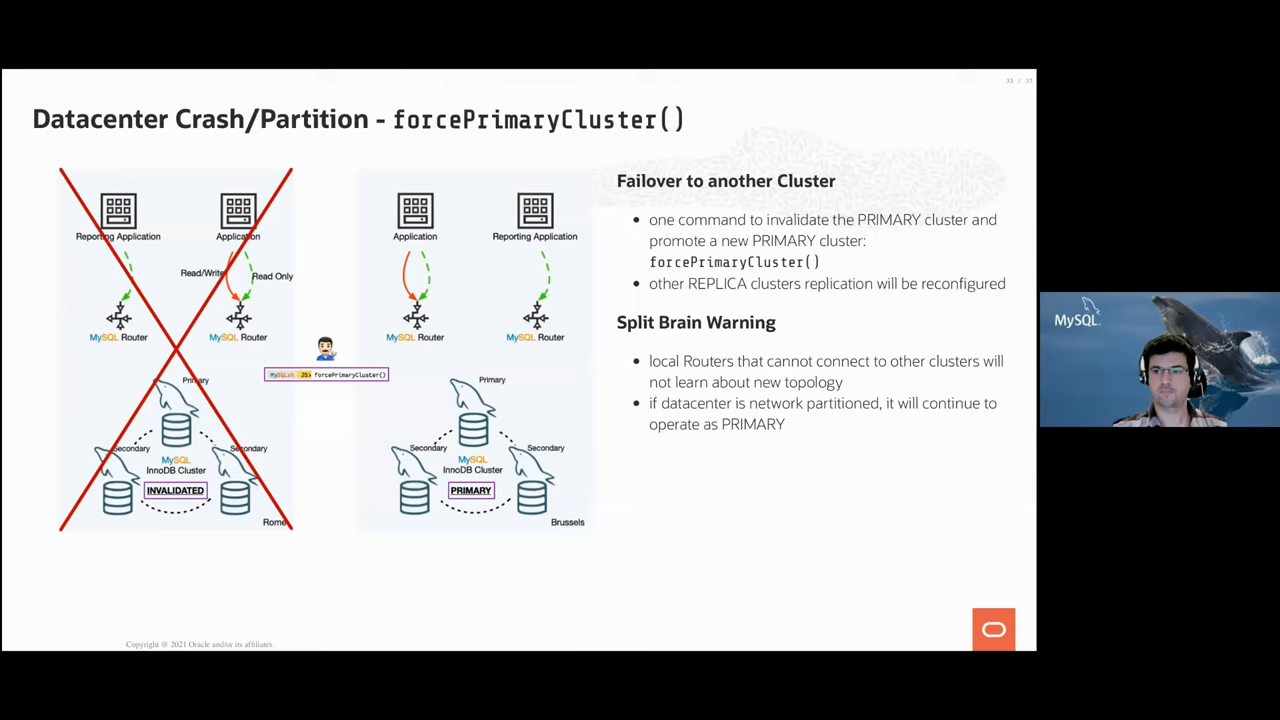 33 / 37
Datacenter Crash/Partition - forcePrimaryCluster()
Reporting Application
Application
Read/Write
Read Only
MySQL Router
MySQL Router
Primary
Secondary
Secondary
MySQL
InnoDB Cluster
INVALIDATED
Rome
MySQLsh JS> forcePrimaryCluster()
Application
Reporting Application
MySQL Router
MySQL Router
Primary
Secondary
Secondary
MySQL
InnoDB Cluster
PRIMARY
Brussels
Failover to another Cluster
one command to invalidate the PRIMARY cluster and
promote a new PRIMARY cluster:
forcePrimaryCluster()
other REPLICA clusters replication will be reconfigured
Split Brain Warning
local Routers that cannot connect to other clusters will
not learn about new topology
if datacenter is network partitioned, it will continue to
operate as PRIMARY
MySQL
Copyright @ 2021 Oracle and/or its affiliates.